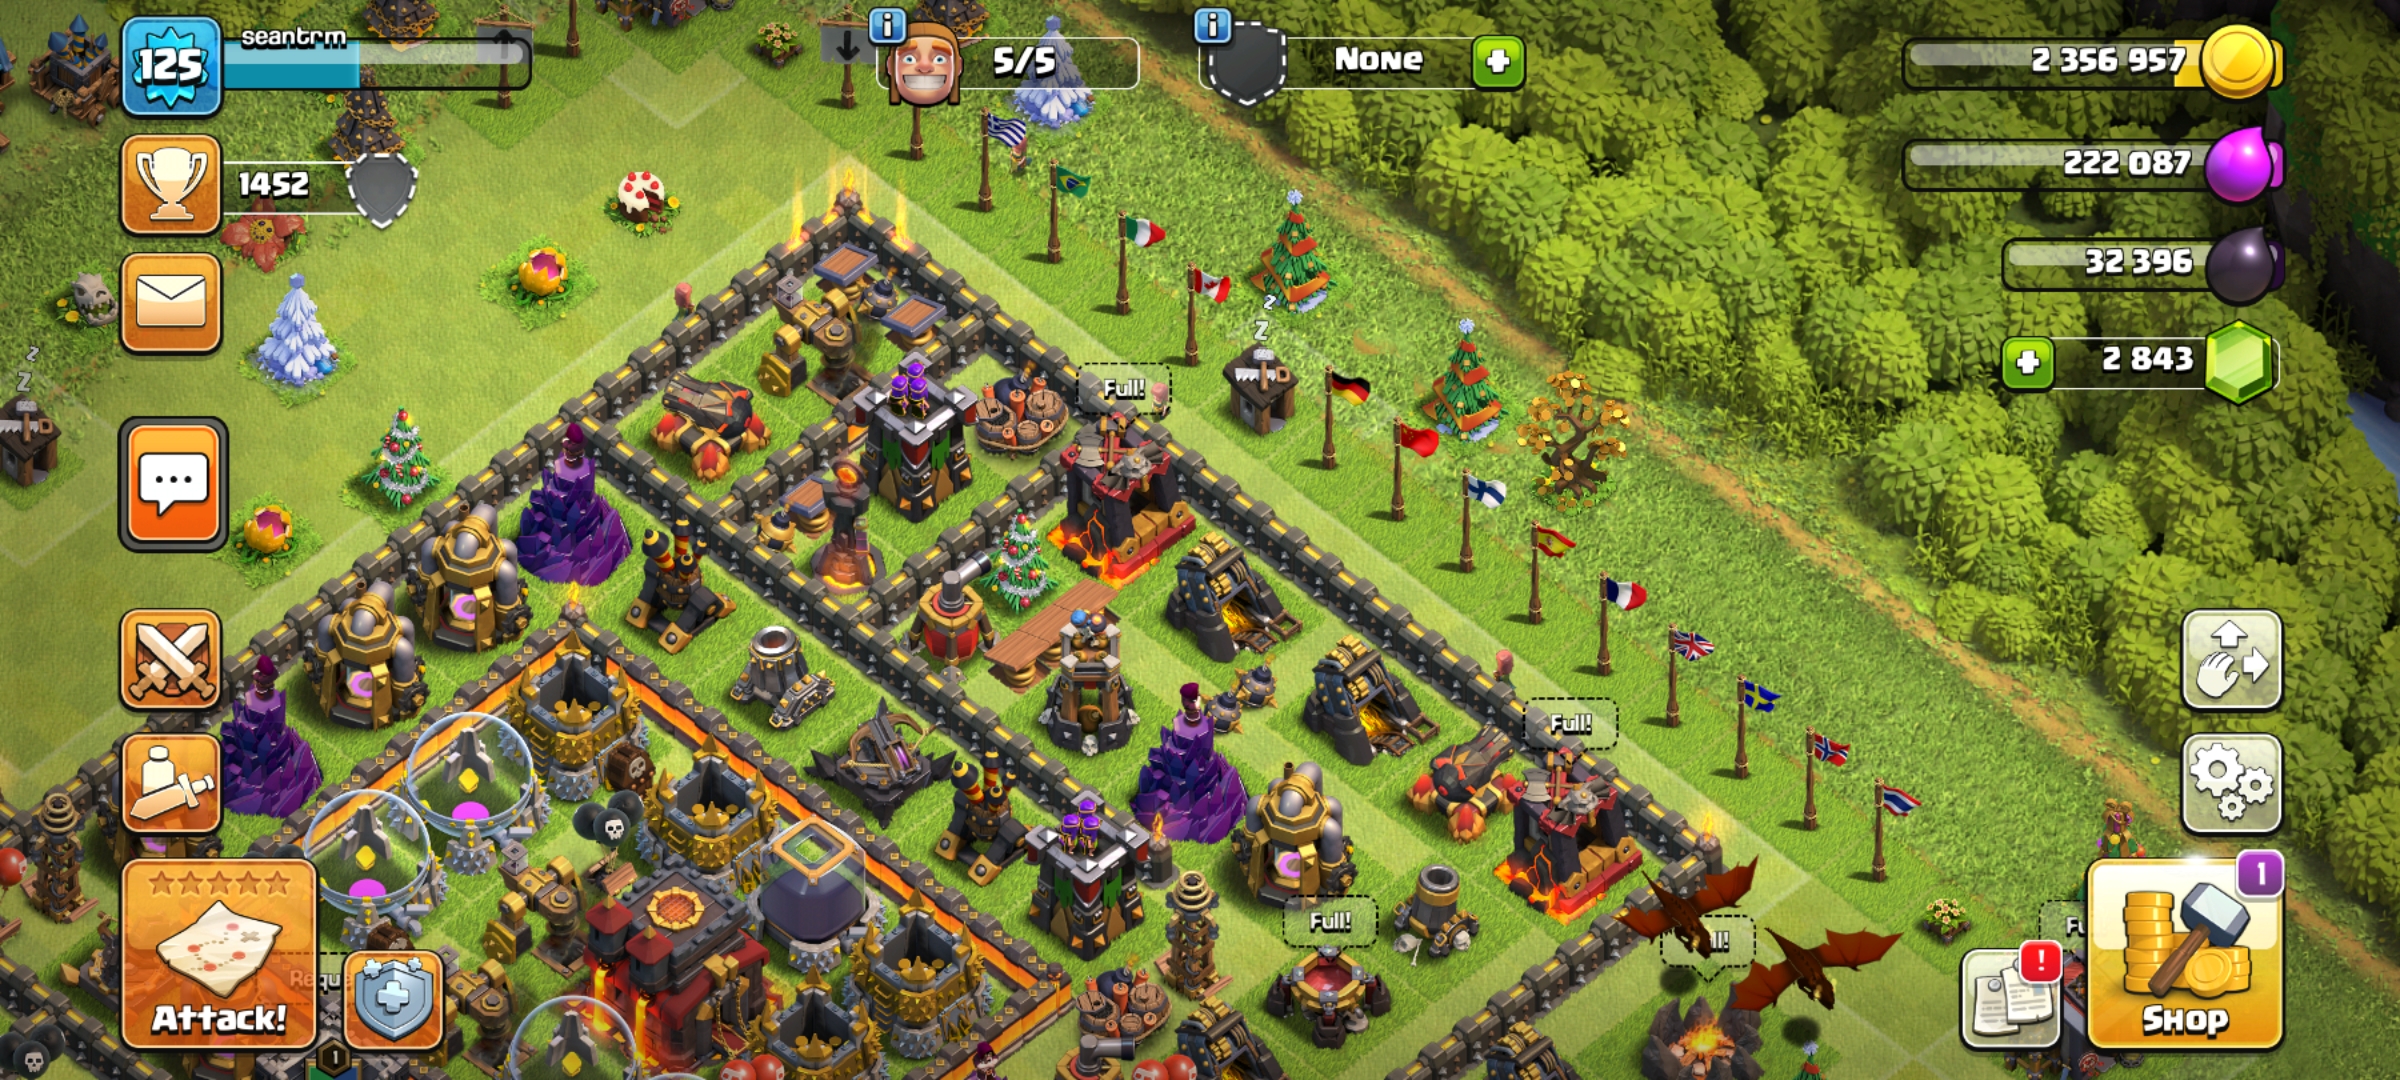 seantrm
125
5/5
None
2 356 957
1452
222 087
32 396
2 843
z
Z
z
Z
Full!
Full!
Full!
Attack!
1
1
!
Shop